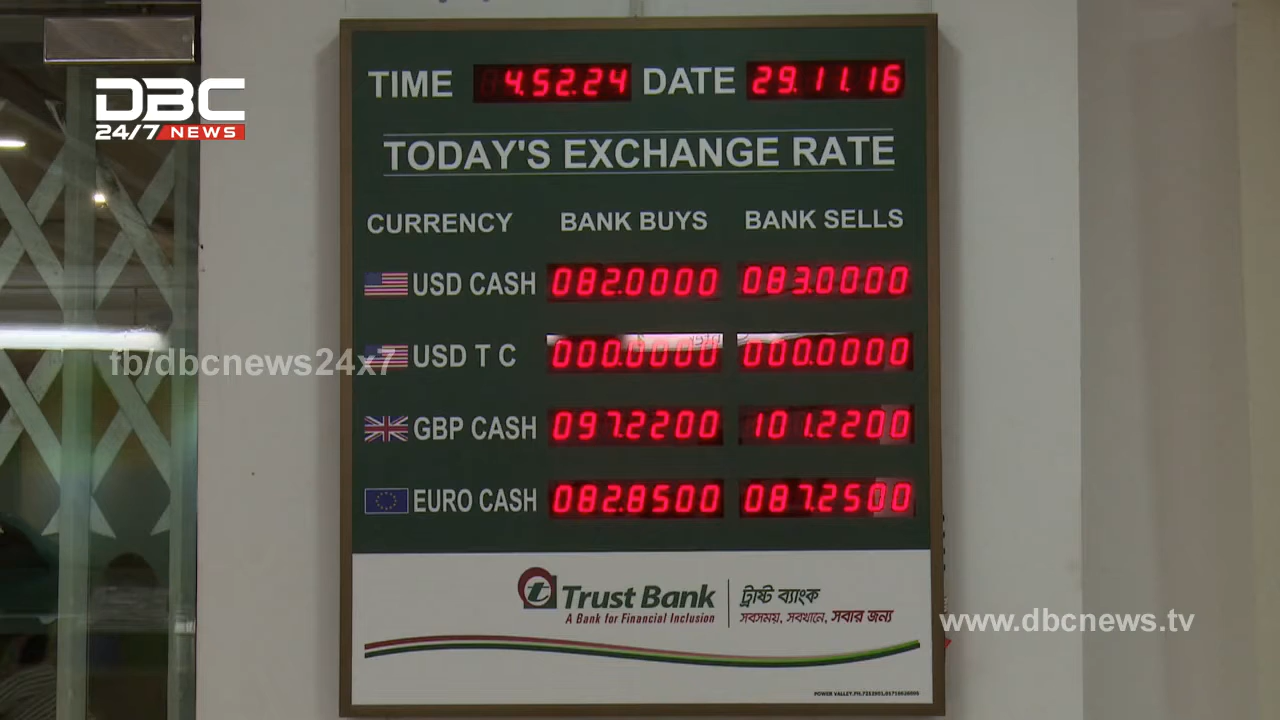 DBC
24/7 NEWS
TIME 4.52.24 DATE 29.11.16
TODAY'S EXCHANGE RATE
CURRENCY BANK BUYS BANK SELLS
USD CASH 082.0000 083.0000
USD T C 000.0000 000.0000
fb/dbcnews24x7
GBP CASH 097.2200 101.2200
EURO CASH 082.8500 087.2500
t Trust Bank ট্রাস্ট ব্যাংক
A Bank for Financial Inclusion সবসময়, সবখানে, সবার জন্য
www.dbcnews.tv
POWER VALLEY.PH.